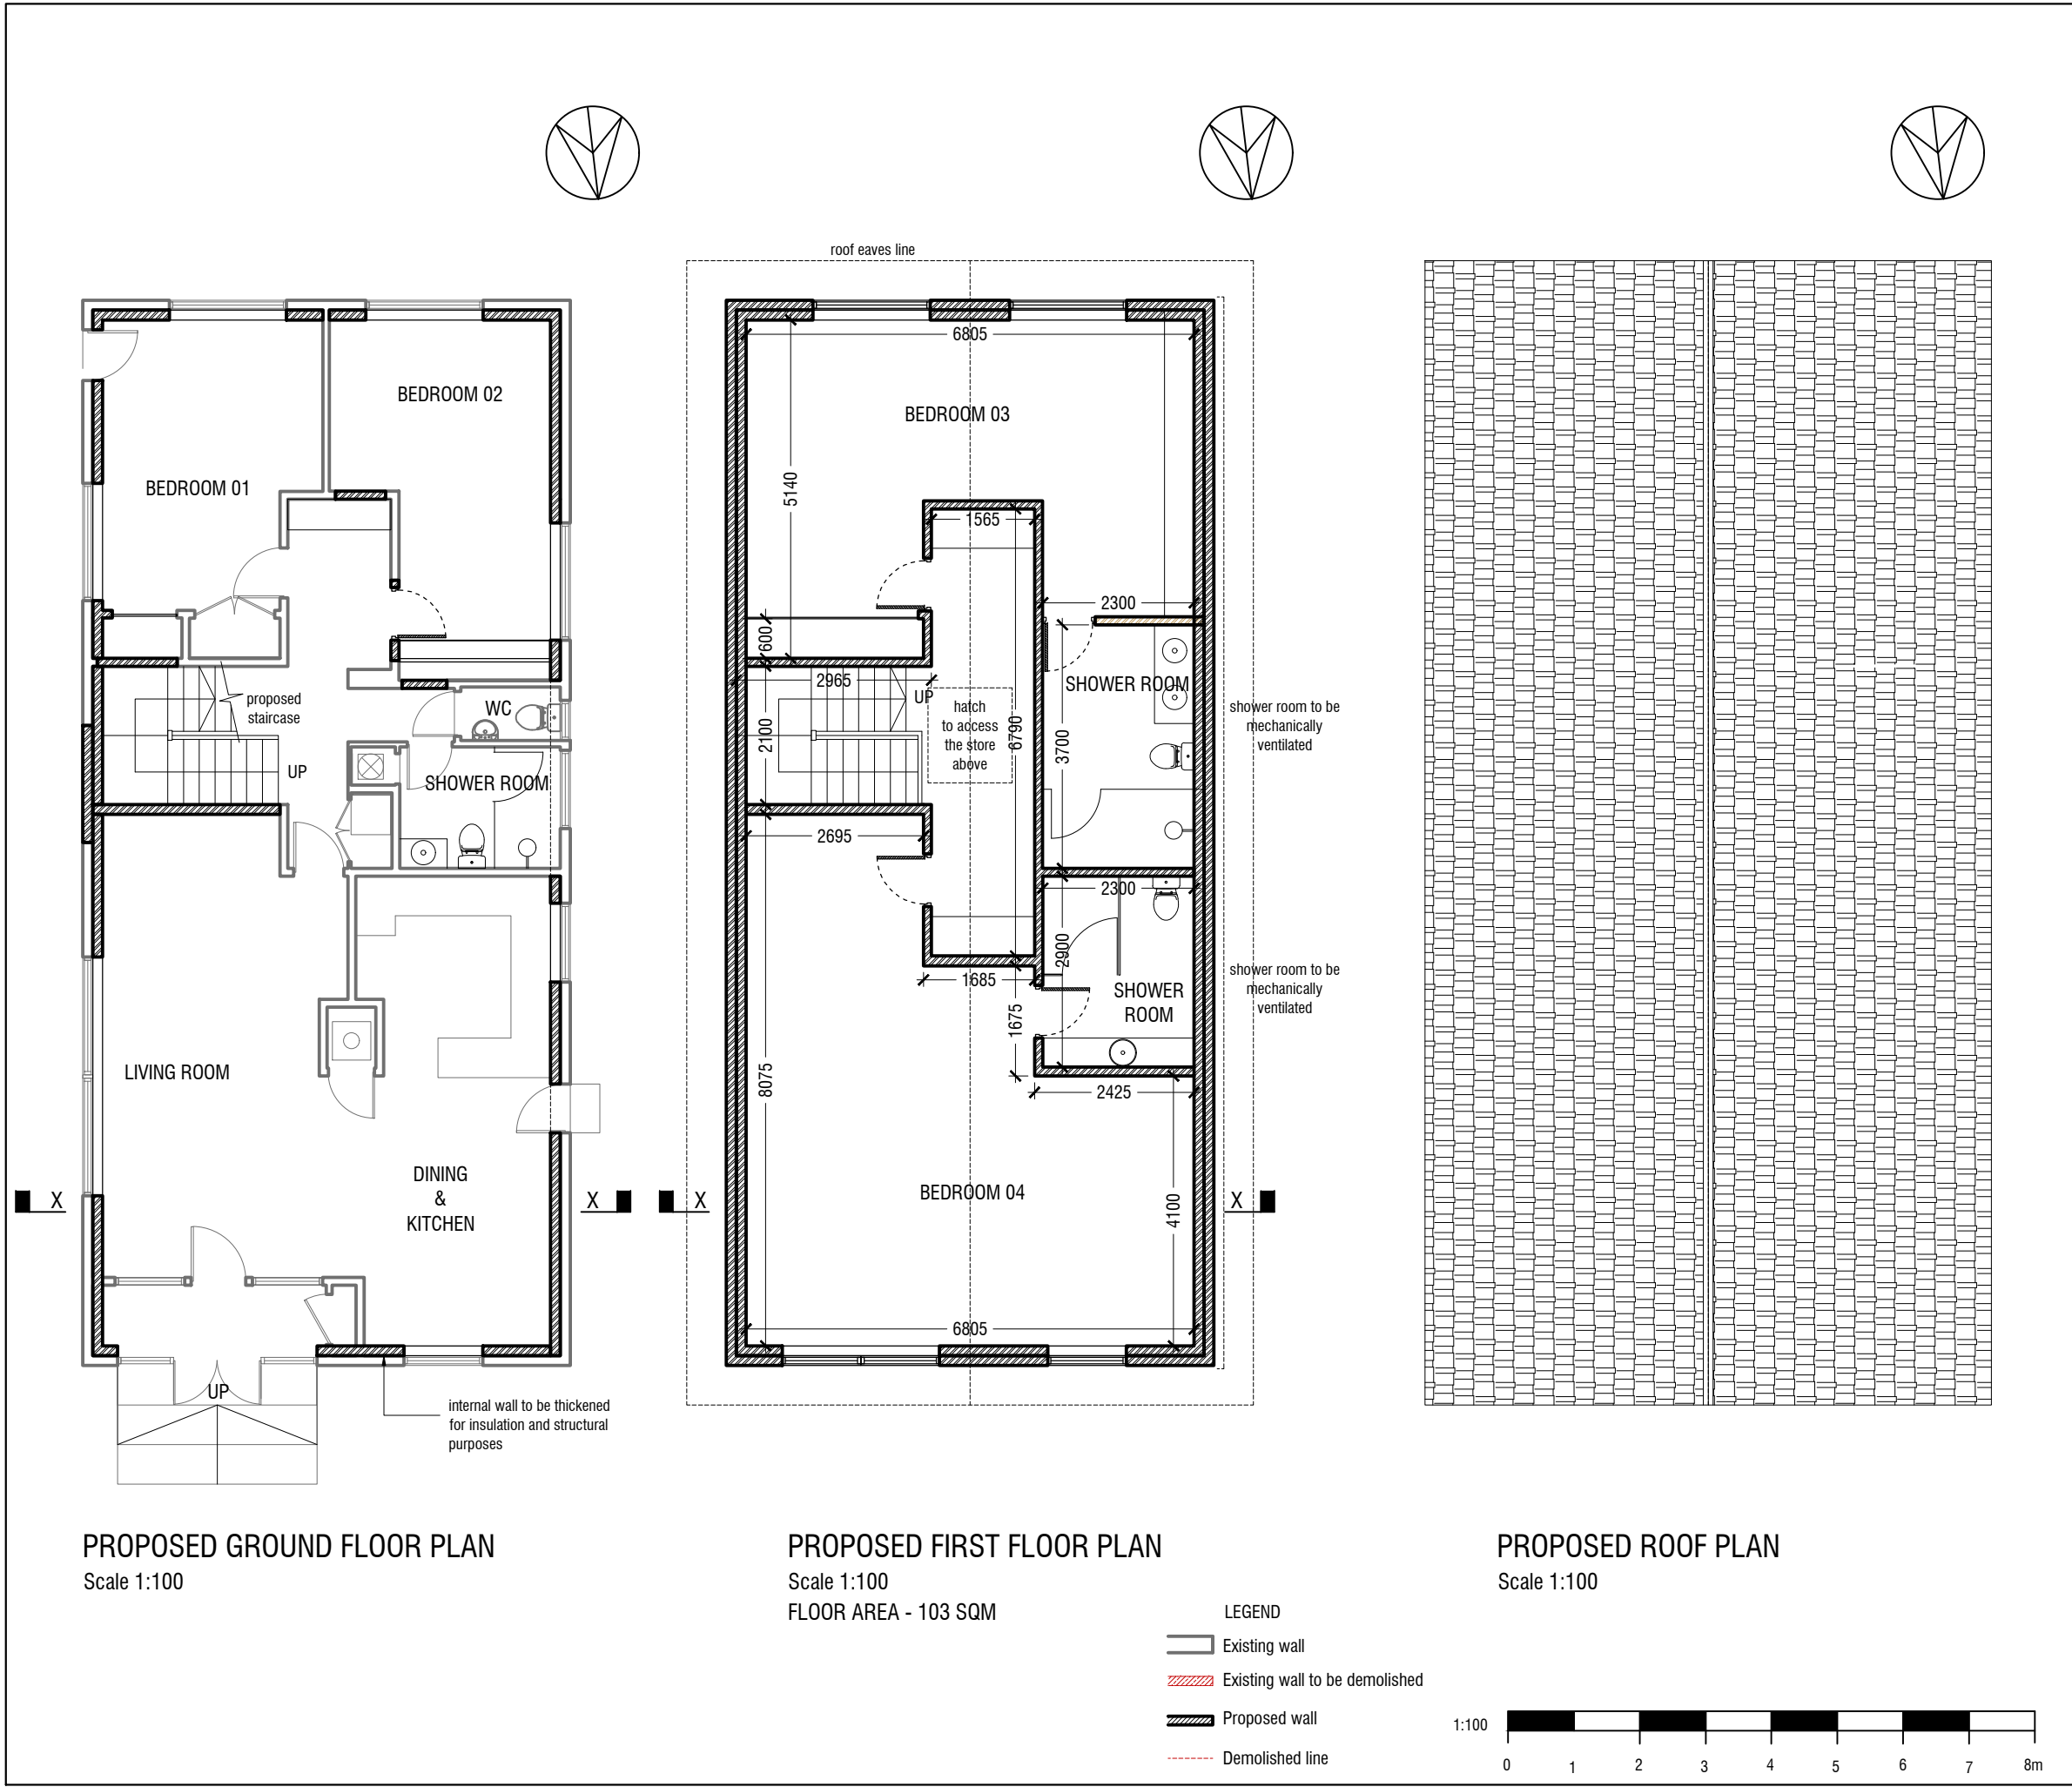 roof eaves line
BEDROOM 01
BEDROOM 02
proposed
staircase
WC
UP
SHOWER ROOM
LIVING ROOM
DINING
&
KITCHEN
X
X
UP
internal wall to be thickened
for insulation and structural
purposes
6805
BEDROOM 03
5140
1565
2300
600
2965
UP
SHOWER ROOM
hatch
to access
the store
above
6790
2100
3700
shower room to be
mechanically
ventilated
2695
2300
2900
1685
shower room to be
mechanically
ventilated
SHOWER
ROOM
1675
8075
2425
BEDROOM 04
4100
X
X
6805
PROPOSED GROUND FLOOR PLAN
Scale 1:100
PROPOSED FIRST FLOOR PLAN
Scale 1:100
FLOOR AREA - 103 SQM
PROPOSED ROOF PLAN
Scale 1:100
LEGEND
Existing wall
Existing wall to be demolished
Proposed wall
Demolished line
1:100
0 1 2 3 4 5 6 7 8m